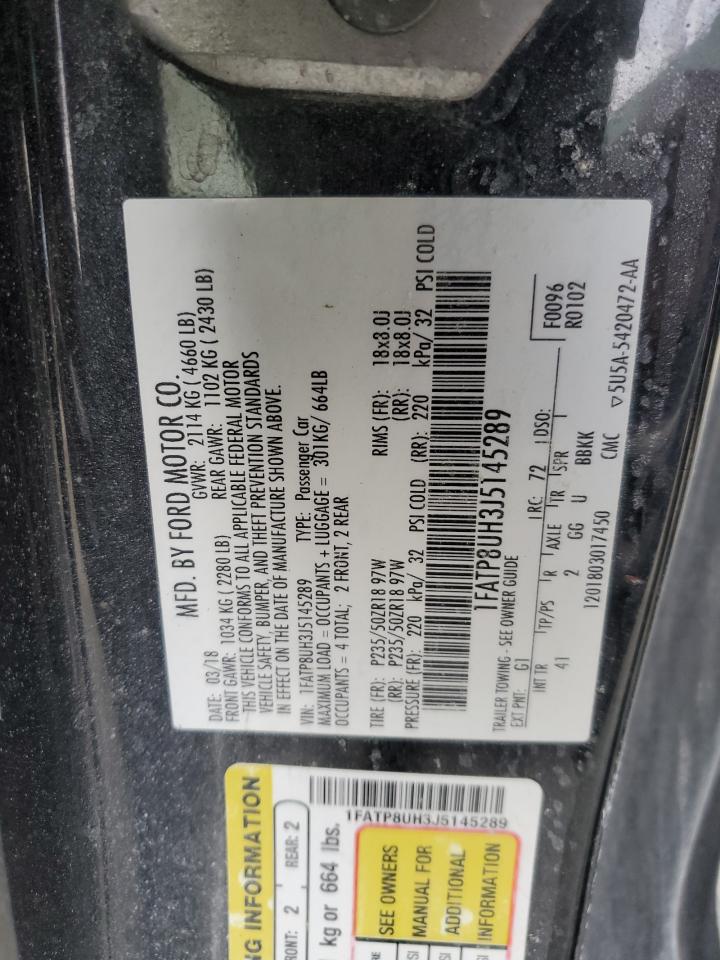 MFD. BY FORD MOTOR CO.
DATE: 03/18 GVWR: 2114 KG ( 4660 LB)
FRONT GAWR: 1034 KG ( 2280 LB) REAR GAWR: 1102 KG ( 2430 LB)
THIS VEHICLE CONFORMS TO ALL APPLICABLE FEDERAL MOTOR
VEHICLE SAFETY, BUMPER, AND THEFT PREVENTION STANDARDS
IN EFFECT ON THE DATE OF MANUFACTURE SHOWN ABOVE.
VIN: 1FATP8UH3J5145289 TYPE: Passenger Car
MAXIMUM LOAD = OCCUPANTS + LUGGAGE = 301KG/ 664LB
OCCUPANTS = 4 TOTAL; 2 FRONT, 2 REAR
TIRE (FR): P235/50ZR18 97W RIMS (FR): 18x8.0J
(RR): P235/50ZR18 97W (RR): 18x8.0J
PRESSURE (FR): 220 kPa/ 32 PSI COLD (RR): 220 kPa/ 32 PSI COLD
1FATP8UH3J5145289
TRAILER TOWING - SEE OWNER GUIDE
EXT PNT: G1 RC: 72 DSO: F0096
R0102
INT TR TP/PS R AXLE TR SPR
41 2 GG U BBKK
1201803017450 CMC ▽5U5A-5420472-AA
NG INFORMATION
RONT: 2 REAR: 2
kg or 664 lbs.
1FATP8UH3J5145289
SEE OWNERS
MANUAL FOR
ADDITIONAL
INFORMATION